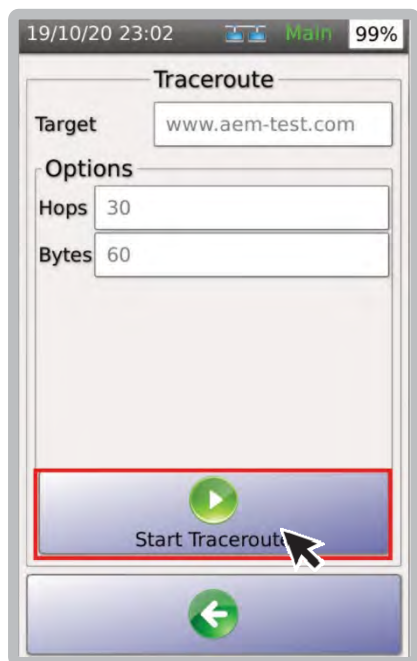 19/10/20 23:02 Main 99%
Traceroute
Target www.aem-test.com
Options
Hops 30
Bytes 60
Start Traceroute